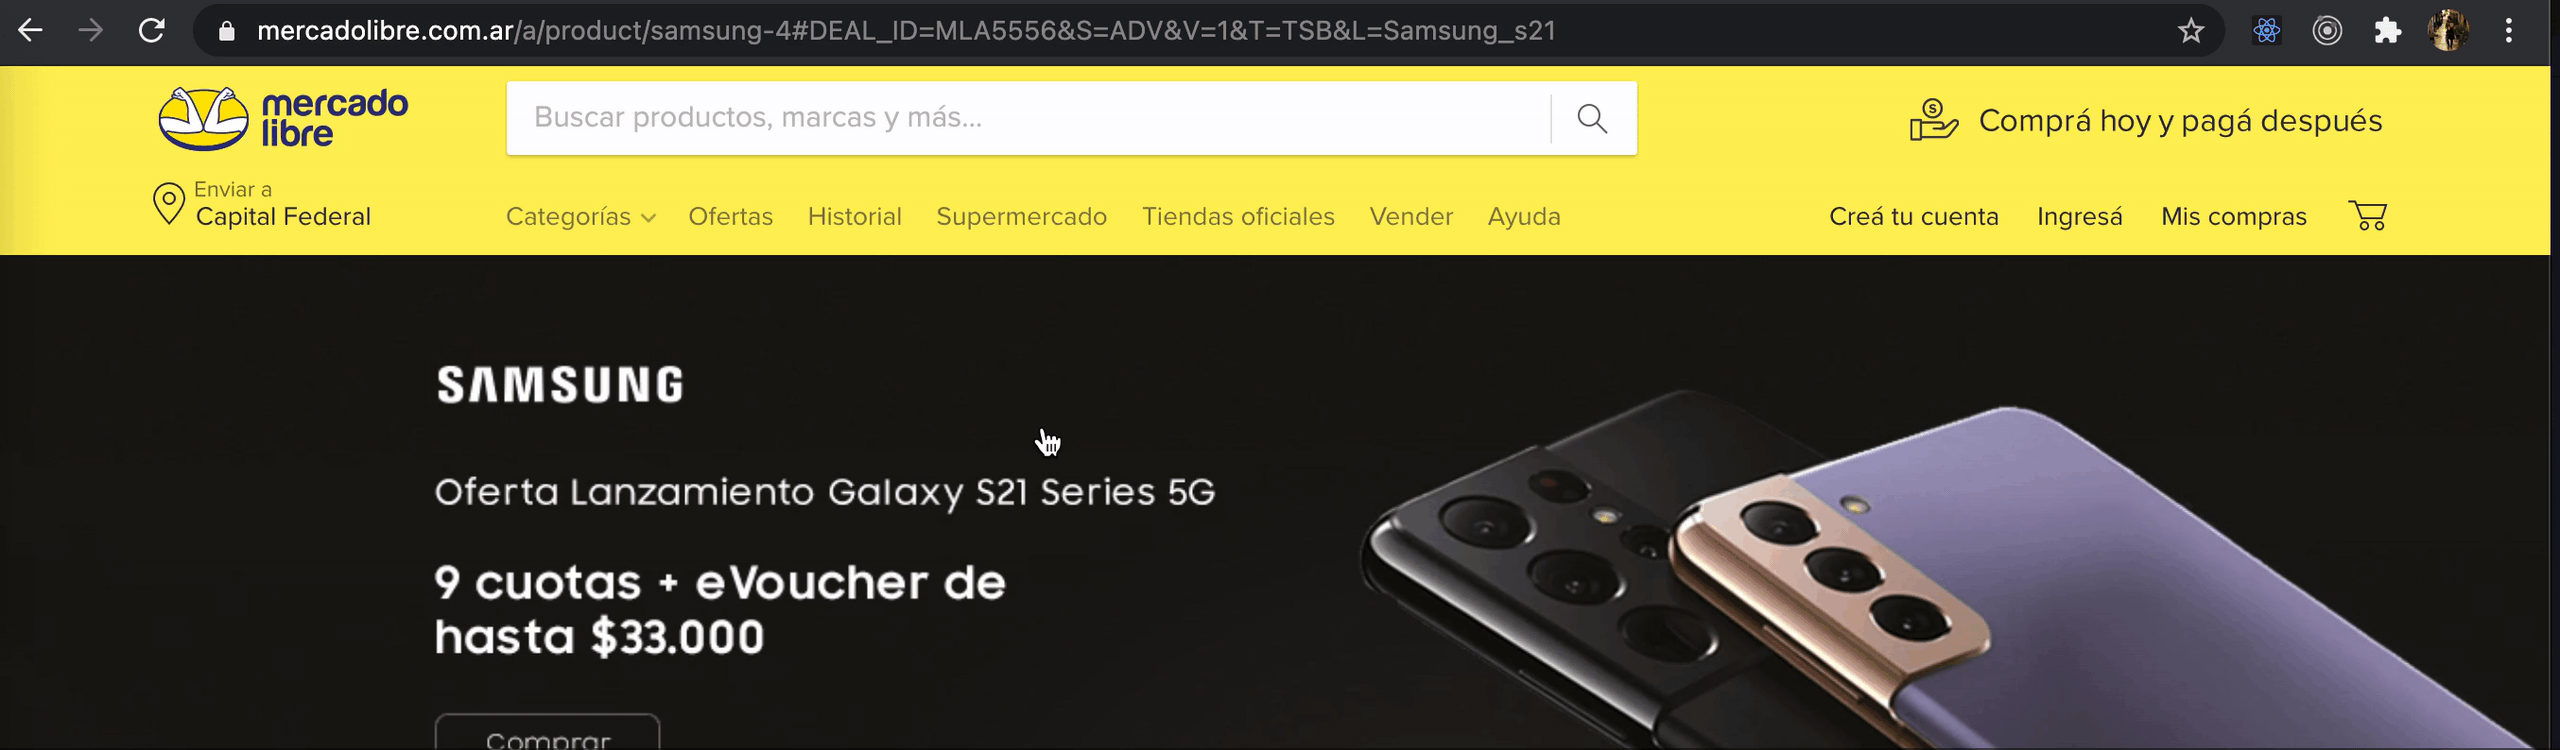 mercadolibre.com.ar/a/product/samsung-4#DEAL_ID=MLA5556&S=ADV&V=1&T=TSB&L=Samsung_s21
mercado
libre
Buscar productos, marcas y más...
Comprá hoy y pagá después
Enviar a
Capital Federal
Categorías
Ofertas
Historial
Supermercado
Tiendas oficiales
Vender
Ayuda
Creá tu cuenta
Ingresá
Mis compras
SAMSUNG
Oferta Lanzamiento Galaxy S21 Series 5G
9 cuotas + eVoucher de
hasta $33.000
Comprar